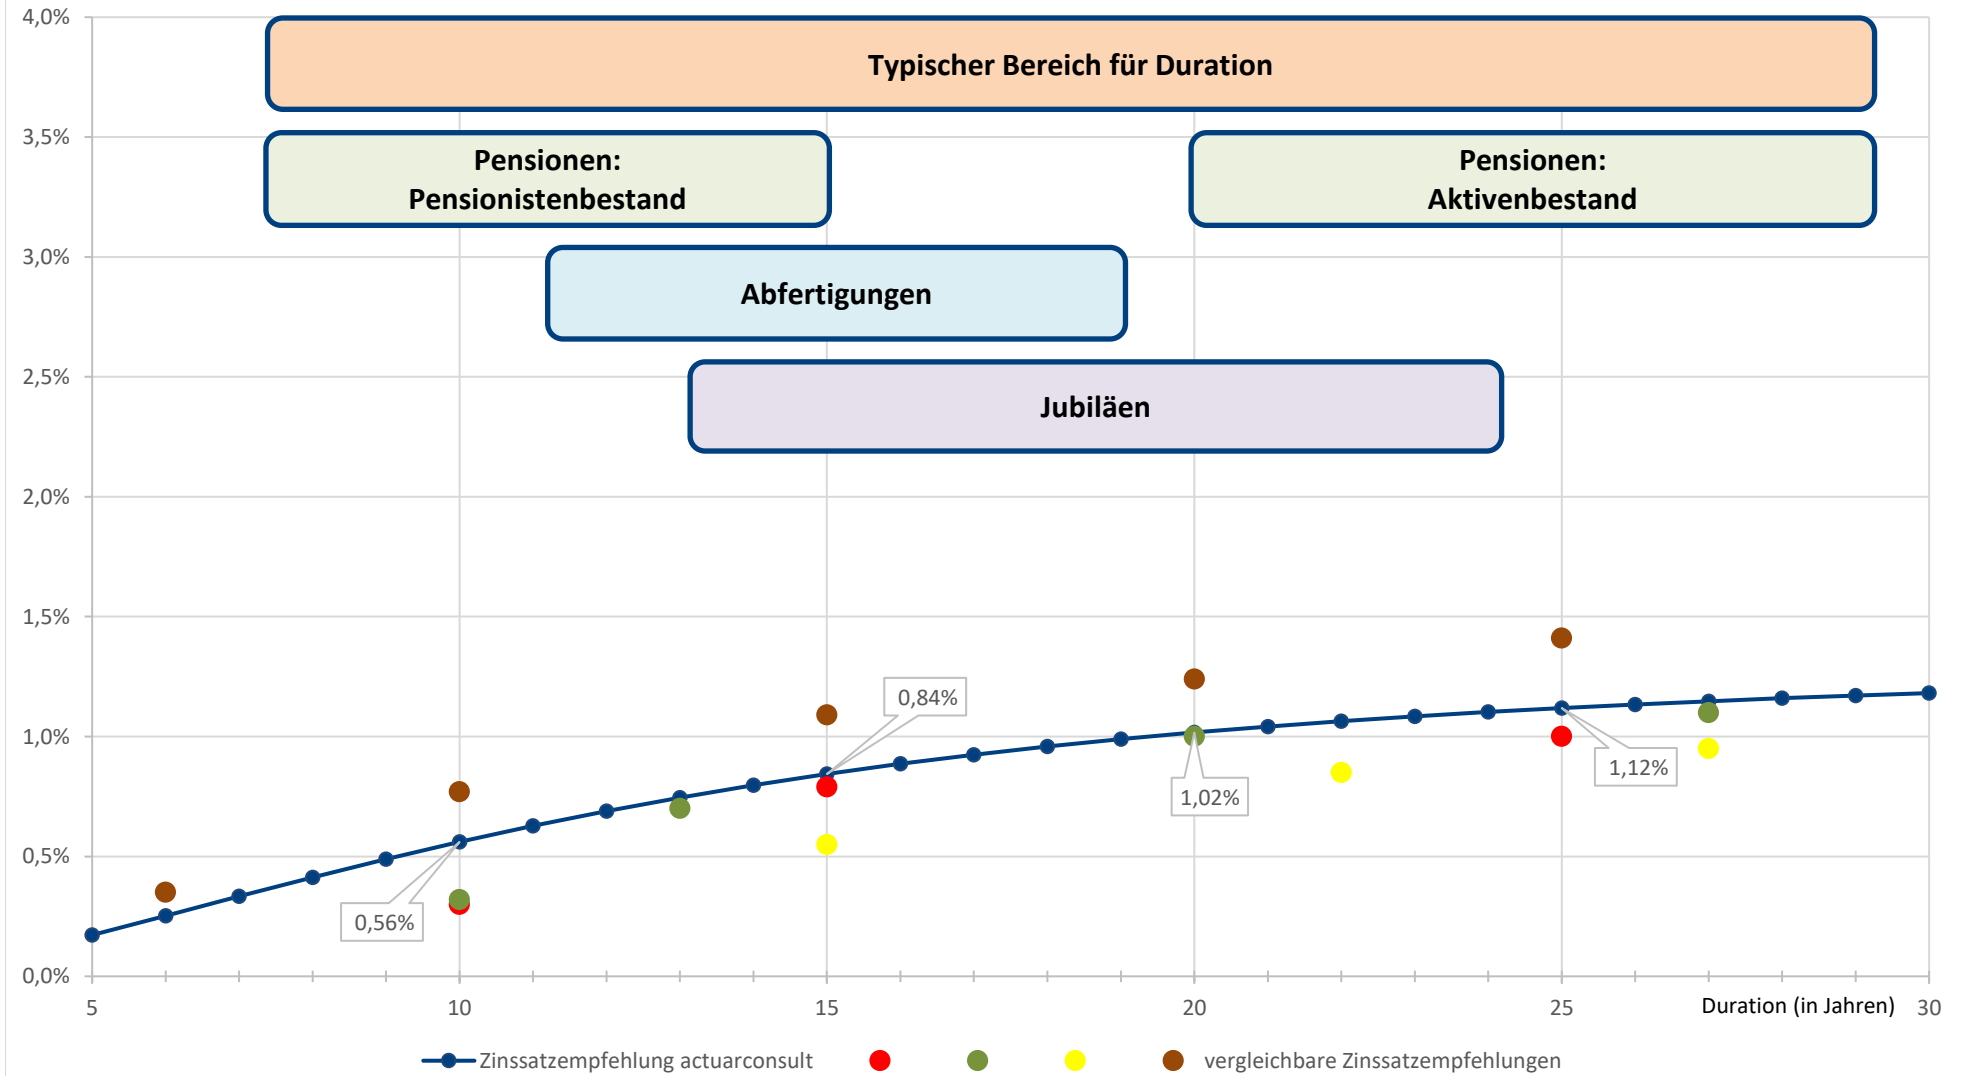 4,0%
Typischer Bereich für Duration
3,5%
Pensionen:
Pensionistenbestand
Pensionen:
Aktivenbestand
3,0%
Abfertigungen
2,5%
Jubiläen
2,0%
1,5%
0,84%
1,0%
1,12%
1,02%
0,5%
0,56%
0,0%
5
10
15
20
25
Duration (in Jahren)
30
Zinssatzempfehlung actuarconsult
vergleichbare Zinssatzempfehlungen